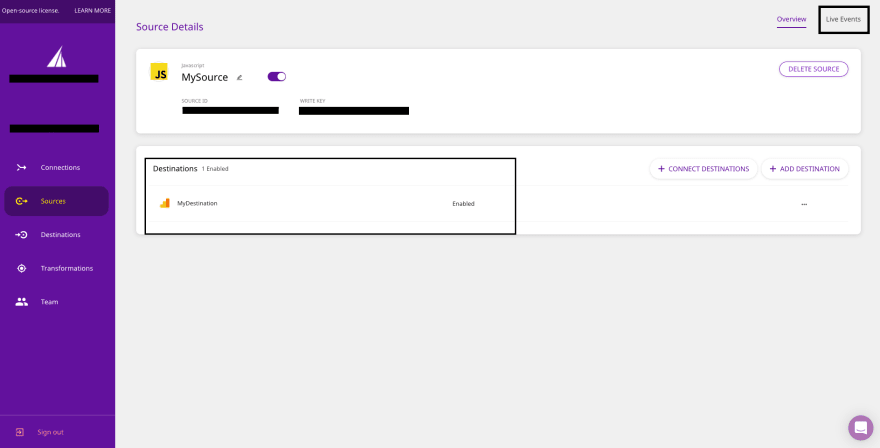 Open-source license. LEARN MORE
Overview Live Events
Source Details
Javascript
JS
MySource
DELETE SOURCE
SOURCE ID WRITE KEY
Connections
Sources
Destinations
Transformations
Team
Sign out
Destinations 1 Enabled
+ CONNECT DESTINATIONS + ADD DESTINATION
MyDestination Enabled ...